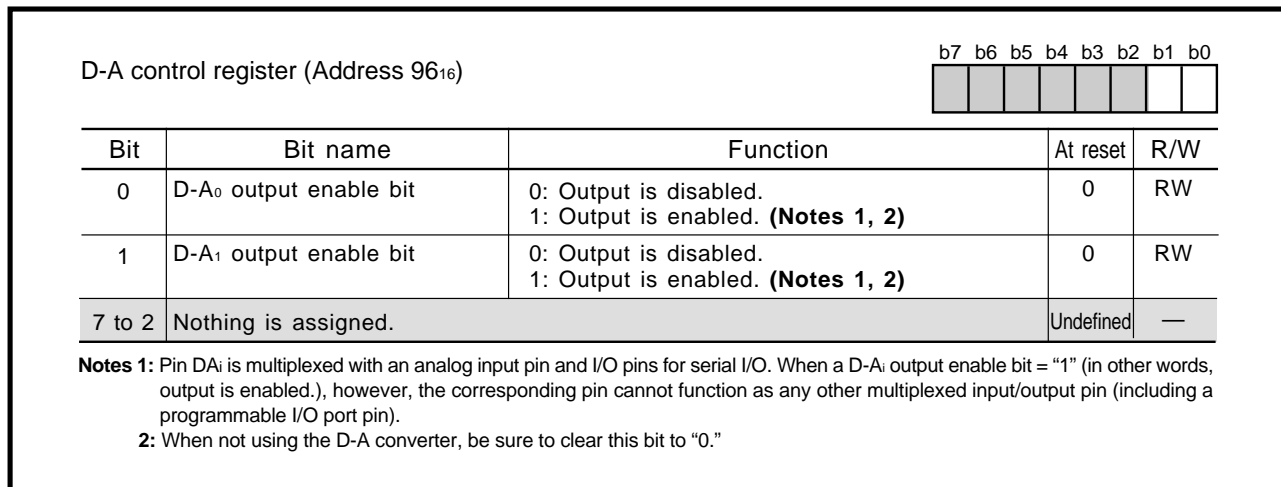 D-A control register (Address 96₁₆)
b7 b6 b5 b4 b3 b2 b1 b0
Bit Bit name Function At reset R/W
0 D-A₀ output enable bit 0: Output is disabled. 0 RW
1: Output is enabled. (Notes 1, 2)
1 D-A₁ output enable bit 0: Output is disabled. 0 RW
1: Output is enabled. (Notes 1, 2)
7 to 2 Nothing is assigned. Undefined —
Notes 1: Pin DAᵢ is multiplexed with an analog input pin and I/O pins for serial I/O. When a D-Aᵢ output enable bit = “1” (in other words,
output is enabled.), however, the corresponding pin cannot function as any other multiplexed input/output pin (including a
programmable I/O port pin).
2: When not using the D-A converter, be sure to clear this bit to “0.”